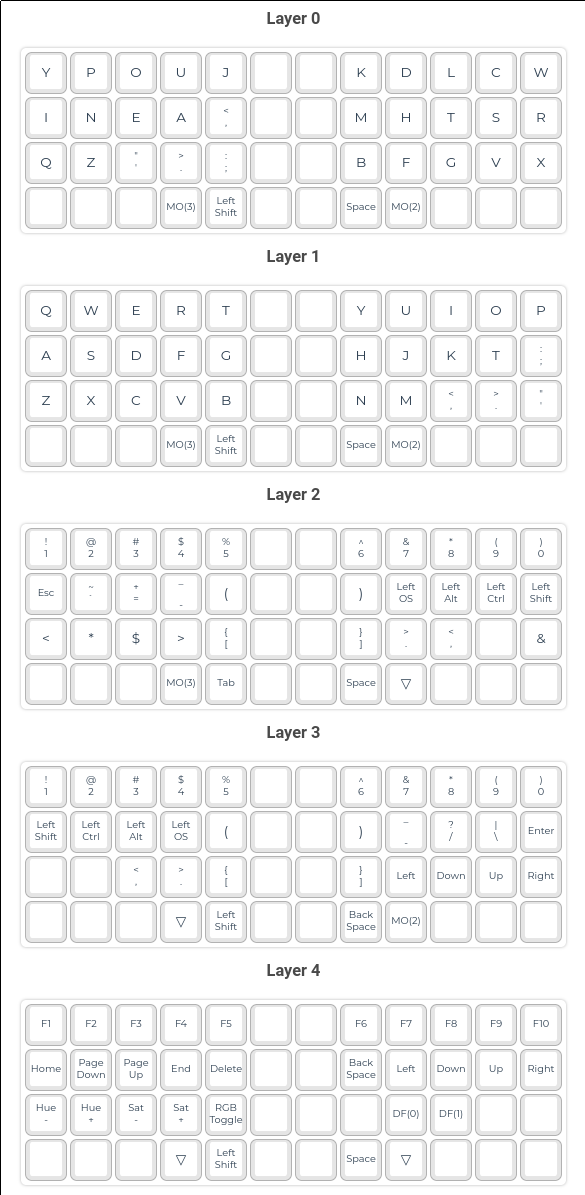 Layer 0
Y P O U J K D L C W
I N E A < , M H T S R
Q Z " ' > . : ; B F G V X
MO(3) Left Shift Space MO(2)
Layer 1
Q W E R T Y U I O P
A S D F G H J K T : ;
Z X C V B N M < , > . " '
MO(3) Left Shift Space MO(2)
Layer 2
! 1 @ 2 # 3 $ 4 % 5 ^ 6 & 7 * 8 ( 9 ) 0
Esc ~ ` + = _ - ( ) Left OS Left Alt Left Ctrl Left Shift
< * $ > { [ } ] > . < , &
MO(3) Tab Space ▽
Layer 3
! 1 @ 2 # 3 $ 4 % 5 ^ 6 & 7 * 8 ( 9 ) 0
Left Shift Left Ctrl Left Alt Left OS ( ) _ - ? / | \ Enter
< , > . { [ } ] Left Down Up Right
▽ Left Shift Back Space MO(2)
Layer 4
F1 F2 F3 F4 F5 F6 F7 F8 F9 F10
Home Page Down Page Up End Delete Back Space Left Down Up Right
Hue - Hue + Sat - Sat + RGB Toggle DF(0) DF(1)
▽ Left Shift Space ▽